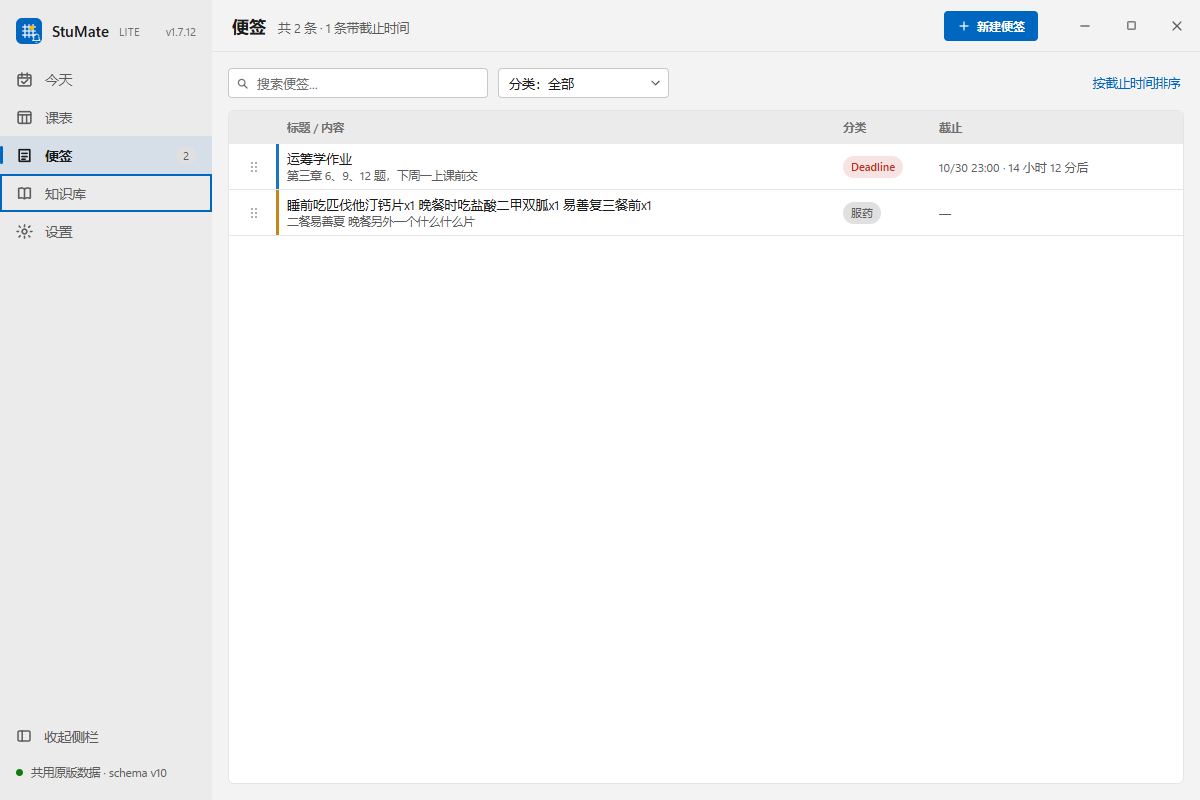 StuMate LITE v1.7.12
今天
课表
便签 2
知识库
设置
收起侧栏
共用原版数据 · schema v10
便签 共 2 条 · 1 条带截止时间
新建便签
搜索便签...
分类：全部
按截止时间排序
标题 / 内容 分类 截止
运筹学作业
第三章 6、9、12 题，下周一上课前交
Deadline
10/30 23:00 · 14 小时 12 分后
睡前吃匹伐他汀钙片x1 晚餐时吃盐酸二甲双胍x1 易善复三餐前x1
二餐易善夏 晚餐另外一个什么什么片
服药
—